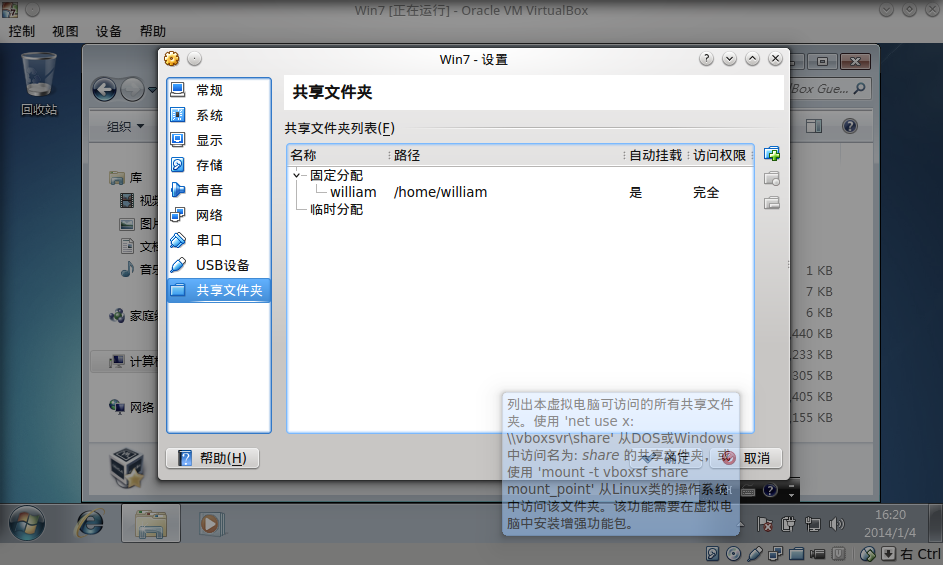 Win7 [正在运行] - Oracle VM VirtualBox
控制 视图 设备 帮助
回收站
Win7 - 设置
Box Gue...
组织
库
图片
文档
音乐
网络
常规
系统
显示
存储
声音
网络
串口
USB设备
共享文件夹
共享文件夹
共享文件夹列表(F)
名称 路径 自动挂载 访问权限
固定分配
william /home/william 是 完全
临时分配
1 KB
7 KB
6 KB
440 KB
233 KB
305 KB
405 KB
155 KB
列出本虚拟电脑可访问的所有共享文件
夹。使用 'net use x:
\\vboxsvr\share' 从DOS或Windows
中访问名为: share 的共享文件夹，或
使用 'mount -t vboxsf share
mount_point' 从Linux类的操作系统
中访问该文件夹。该功能需要在虚拟电
脑中安装增强功能包。
帮助(H) 确定 取消
16:20
2014/1/4
右 Ctrl